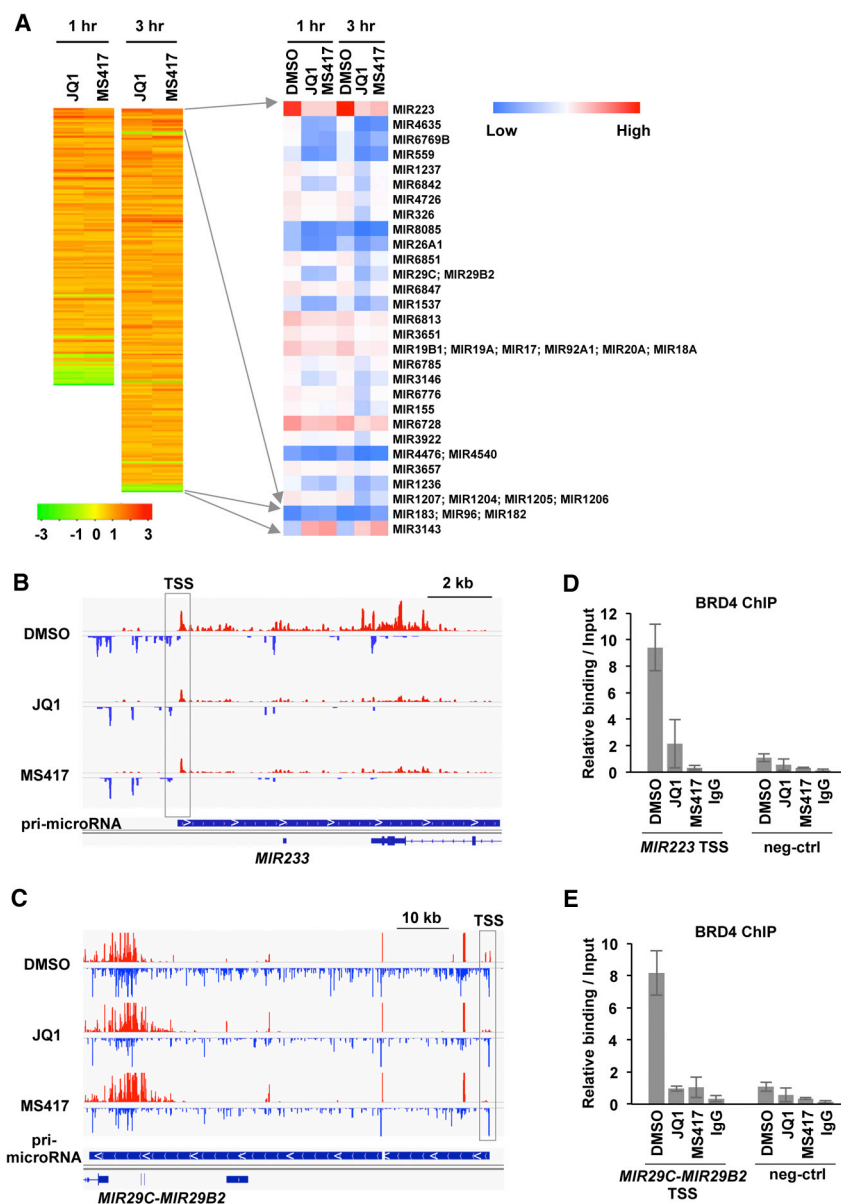 A
1 hr 3 hr
JQ1 MS417 JQ1 MS417
-3 -1 0 1 3
1 hr 3 hr
DMSO JQ1 MS417 DMSO JQ1 MS417
Low High
MIR223
MIR4635
MIR6769B
MIR559
MIR1237
MIR6842
MIR4726
MIR326
MIR8085
MIR26A1
MIR6851
MIR29C; MIR29B2
MIR6847
MIR1537
MIR6813
MIR3651
MIR19B1; MIR19A; MIR17; MIR92A1; MIR20A; MIR18A
MIR6785
MIR3146
MIR6776
MIR155
MIR6728
MIR3922
MIR4476; MIR4540
MIR3657
MIR1236
MIR1207; MIR1204; MIR1205; MIR1206
MIR183; MIR96; MIR182
MIR3143
B
TSS
2 kb
DMSO
JQ1
MS417
pri-microRNA
MIR233
C
10 kb TSS
DMSO
JQ1
MS417
pri-
microRNA
MIR29C-MIR29B2
D
BRD4 ChIP
Relative binding / Input
12
10
8
6
4
2
0
DMSO JQ1 MS417 IgG DMSO JQ1 MS417 IgG
MIR223 TSS neg-ctrl
E
BRD4 ChIP
Relative binding / Input
10
8
6
4
2
0
DMSO JQ1 MS417 IgG DMSO JQ1 MS417 IgG
MIR29C-MIR29B2 neg-ctrl
TSS